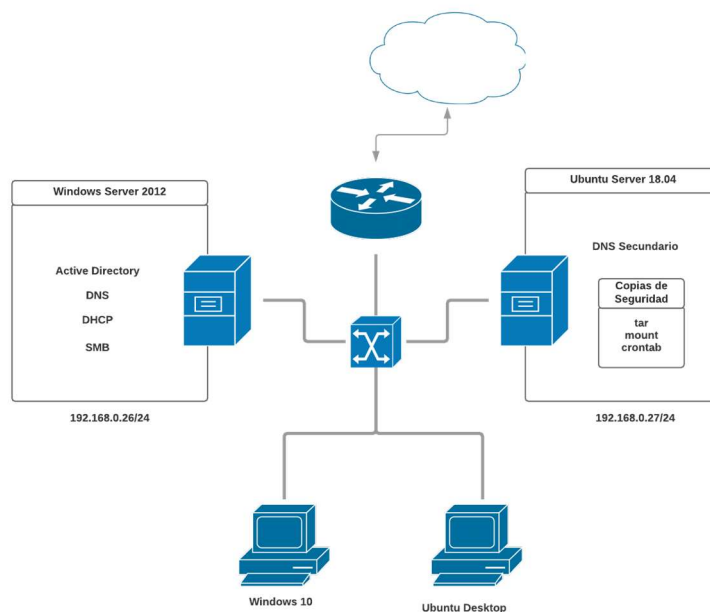 Windows Server 2012
Active Directory
DNS
DHCP
SMB
192.168.0.26/24
Ubuntu Server 18.04
DNS Secundario
Copias de
Seguridad
tar
mount
crontab
192.168.0.27/24
Windows 10
Ubuntu Desktop